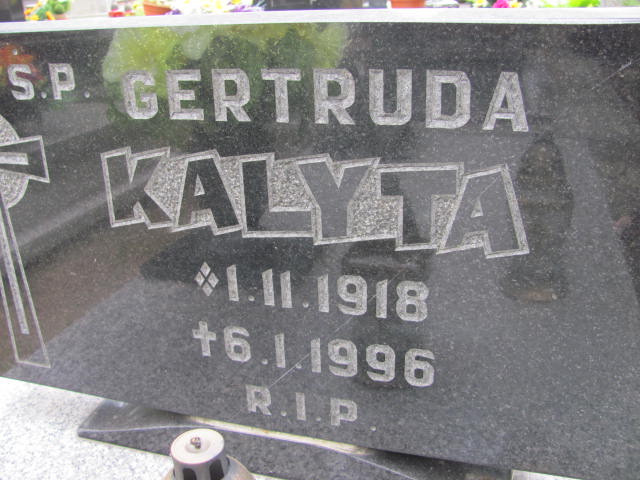 S.P. GERTRUDA
KALYTA
1.11.1918
✝6.1.1996
R.I.P.